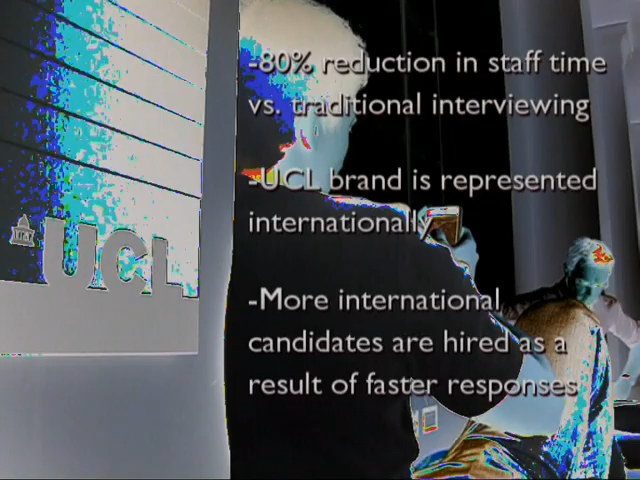 -80% reduction in staff time
vs. traditional interviewing
-UCL brand is represented
internationally
-More international
candidates are hired as a
result of faster responses
UCL